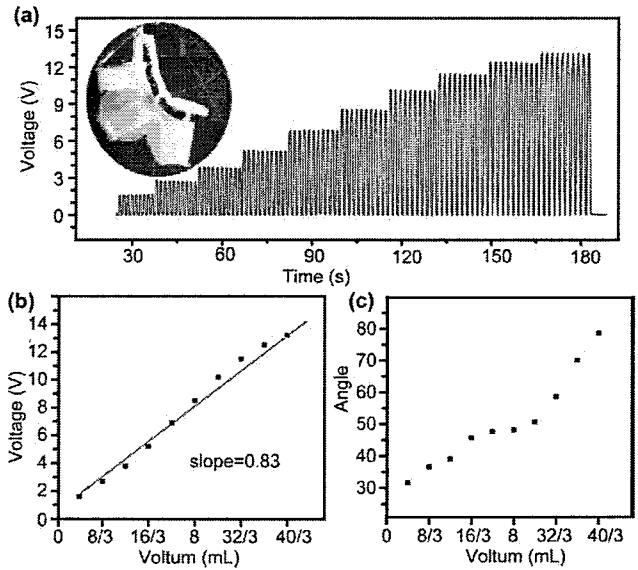 (a)
15
12
9
6
3
0
Voltage (V)
30 60 90 120 150 180
Time (s)
(b)
14
12
10
8
6
4
2
0
Voltage (V)
slope=0.83
0 8/3 16/3 8 32/3 40/3
Voltum (mL)
(c)
80
70
60
50
40
30
Angle
0 8/3 16/3 8 32/3 40/3
Voltum (mL)